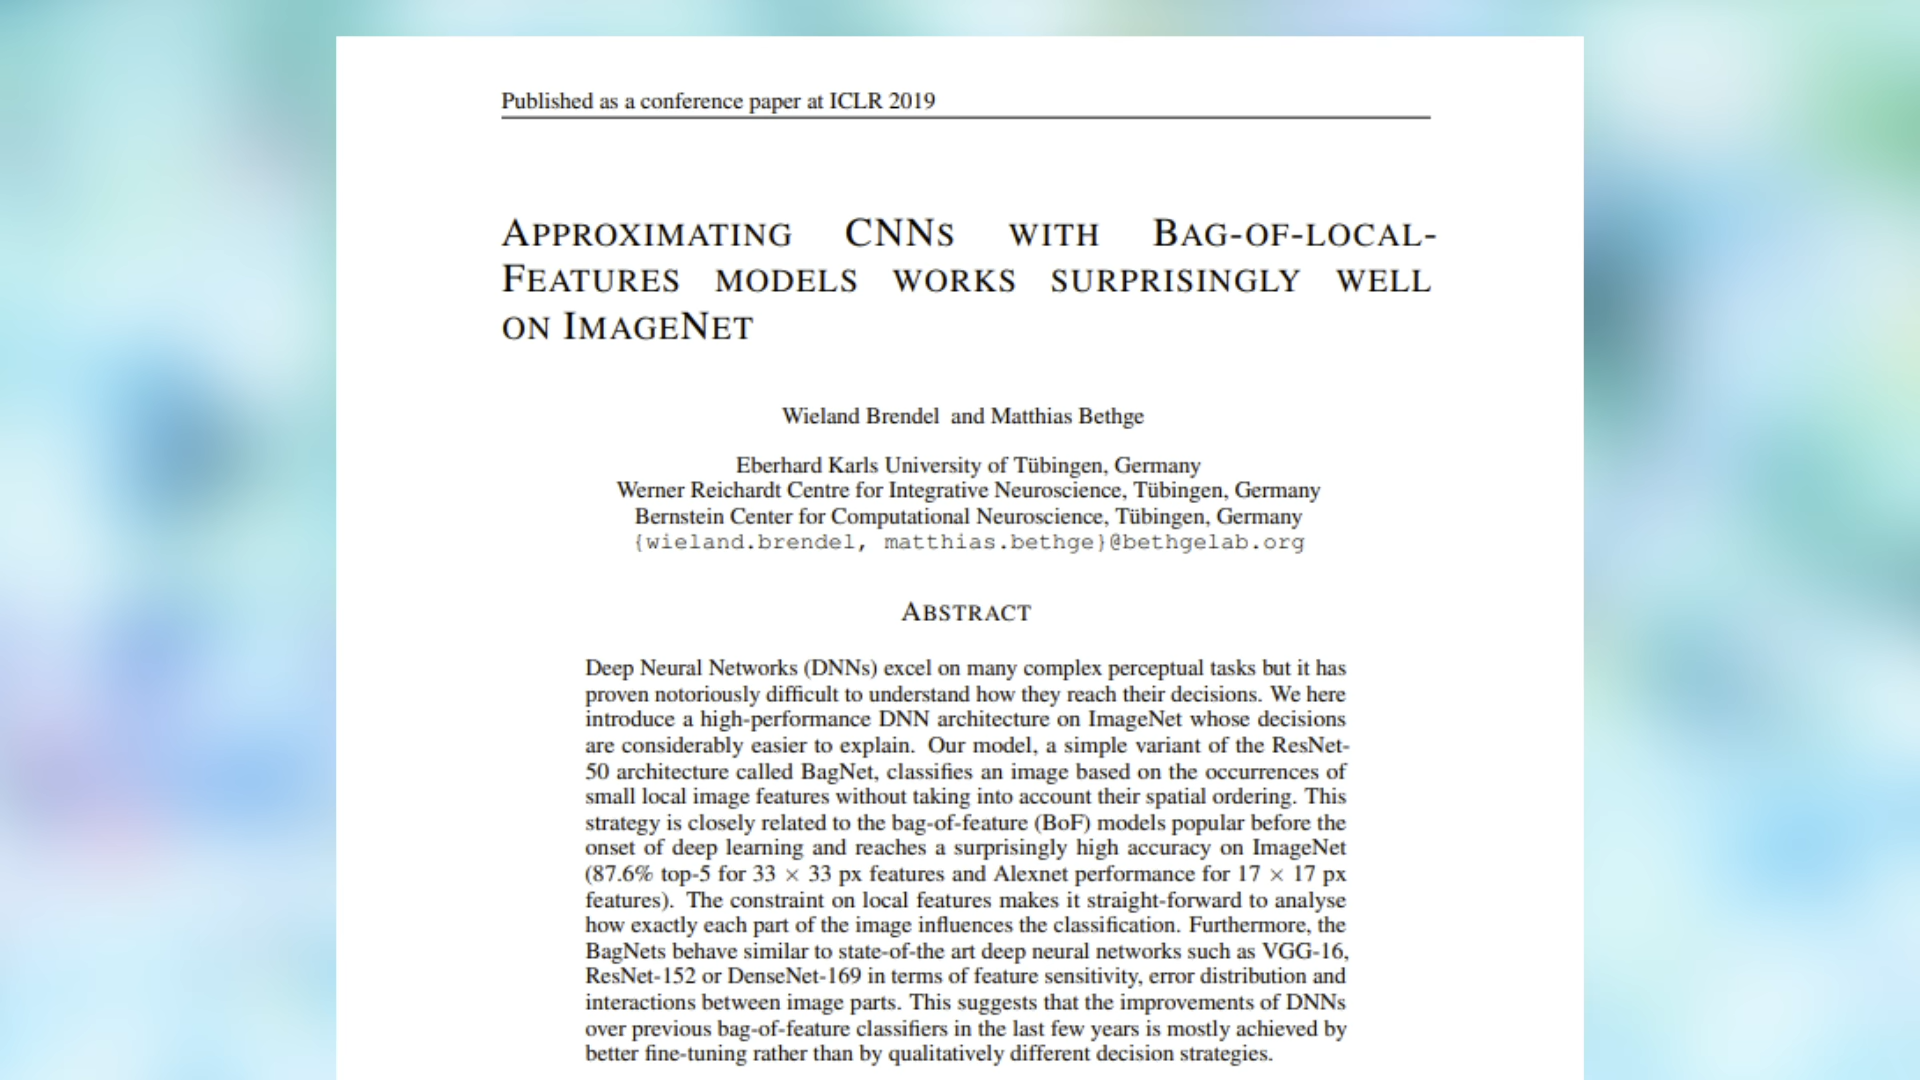 Published as a conference paper at ICLR 2019
APPROXIMATING CNNS WITH BAG-OF-LOCAL-
FEATURES MODELS WORKS SURPRISINGLY WELL
ON IMAGENET
Wieland Brendel and Matthias Bethge
Eberhard Karls University of Tübingen, Germany
Werner Reichardt Centre for Integrative Neuroscience, Tübingen, Germany
Bernstein Center for Computational Neuroscience, Tübingen, Germany
{wieland.brendel, matthias.bethge}@bethgelab.org
ABSTRACT
Deep Neural Networks (DNNs) excel on many complex perceptual tasks but it has
proven notoriously difficult to understand how they reach their decisions. We here
introduce a high-performance DNN architecture on ImageNet whose decisions
are considerably easier to explain. Our model, a simple variant of the ResNet-
50 architecture called BagNet, classifies an image based on the occurrences of
small local image features without taking into account their spatial ordering. This
strategy is closely related to the bag-of-feature (BoF) models popular before the
onset of deep learning and reaches a surprisingly high accuracy on ImageNet
(87.6% top-5 for 33 × 33 px features and Alexnet performance for 17 × 17 px
features). The constraint on local features makes it straight-forward to analyse
how exactly each part of the image influences the classification. Furthermore, the
BagNets behave similar to state-of-the art deep neural networks such as VGG-16,
ResNet-152 or DenseNet-169 in terms of feature sensitivity, error distribution and
interactions between image parts. This suggests that the improvements of DNNs
over previous bag-of-feature classifiers in the last few years is mostly achieved by
better fine-tuning rather than by qualitatively different decision strategies.